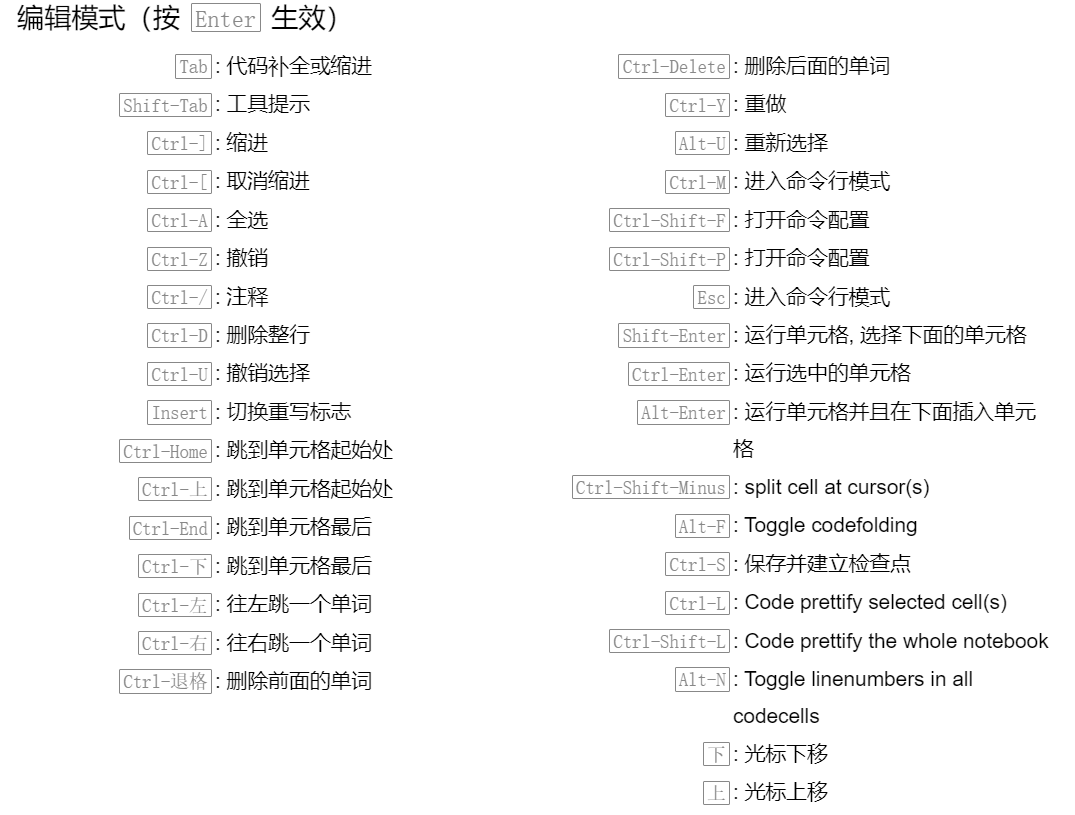 编辑模式（按 Enter 生效）
Tab : 代码补全或缩进
Shift-Tab : 工具提示
Ctrl-] : 缩进
Ctrl-[ : 取消缩进
Ctrl-A : 全选
Ctrl-Z : 撤销
Ctrl-/ : 注释
Ctrl-D : 删除整行
Ctrl-U : 撤销选择
Insert : 切换重写标志
Ctrl-Home : 跳到单元格起始处
Ctrl-上 : 跳到单元格起始处
Ctrl-End : 跳到单元格最后
Ctrl-下 : 跳到单元格最后
Ctrl-左 : 往左跳一个单词
Ctrl-右 : 往右跳一个单词
Ctrl-退格 : 删除前面的单词
Ctrl-Delete : 删除后面的单词
Ctrl-Y : 重做
Alt-U : 重新选择
Ctrl-M : 进入命令行模式
Ctrl-Shift-F : 打开命令配置
Ctrl-Shift-P : 打开命令配置
Esc : 进入命令行模式
Shift-Enter : 运行单元格, 选择下面的单元格
Ctrl-Enter : 运行选中的单元格
Alt-Enter : 运行单元格并且在下面插入单元
格
Ctrl-Shift-Minus : split cell at cursor(s)
Alt-F : Toggle codefolding
Ctrl-S : 保存并建立检查点
Ctrl-L : Code prettify selected cell(s)
Ctrl-Shift-L : Code prettify the whole notebook
Alt-N : Toggle linenumbers in all
codecells
下 : 光标下移
上 : 光标上移